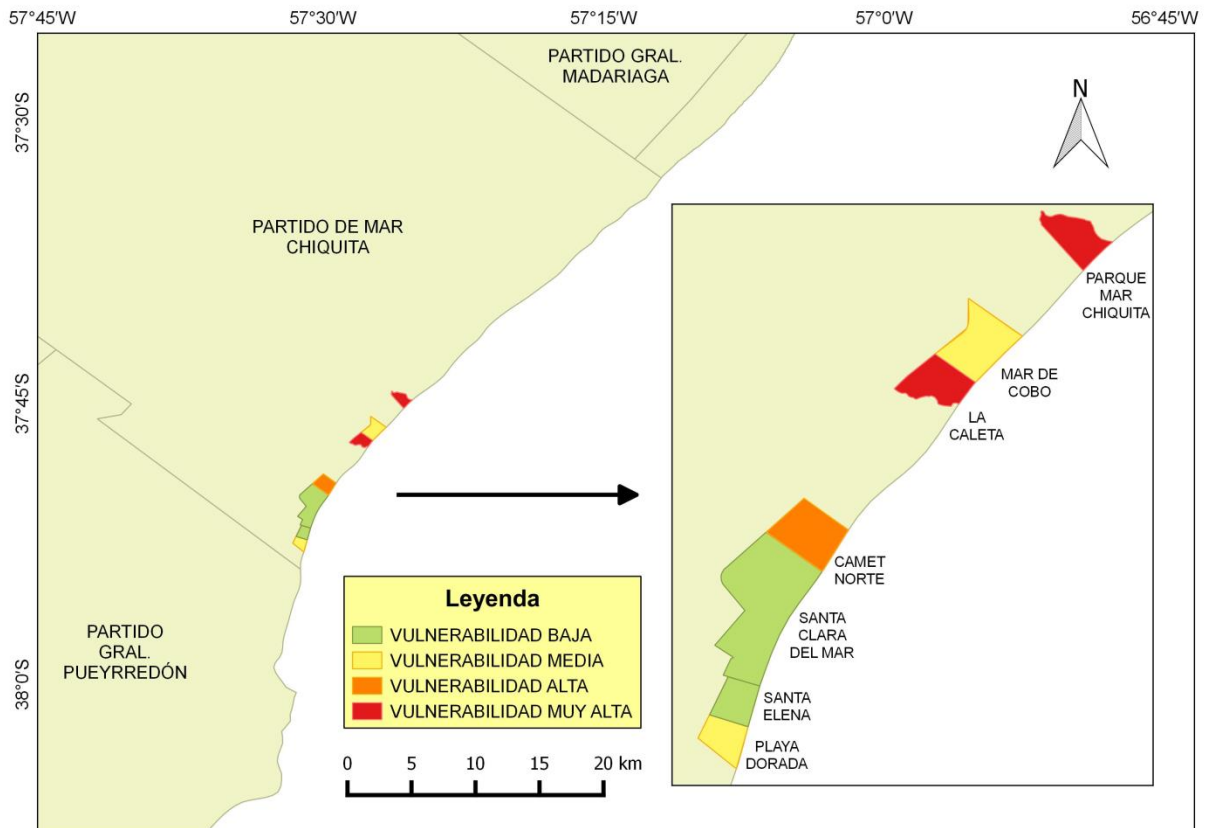 57°45'W
57°30'W
57°15'W
57°0'W
56°45'W
37°30'S
37°45'S
38°0'S
PARTIDO GRAL.
MADARIAGA
N
PARTIDO DE MAR
CHIQUITA
PARTIDO
GRAL.
PUEYRREDÓN
PARQUE
MAR
CHIQUITA
MAR DE
COBO
LA
CALETA
CAMET
NORTE
SANTA
CLARA
DEL MAR
SANTA
ELENA
PLAYA
DORADA
Leyenda
VULNERABILIDAD BAJA
VULNERABILIDAD MEDIA
VULNERABILIDAD ALTA
VULNERABILIDAD MUY ALTA
0 5 10 15 20 km